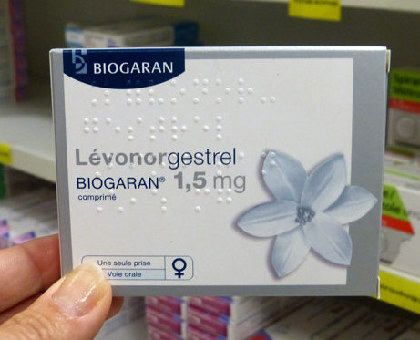 BIOGARAN
Lévonorgestrel
BIOGARAN® 1,5 mg
comprimé
Une seule prise
Voie orale